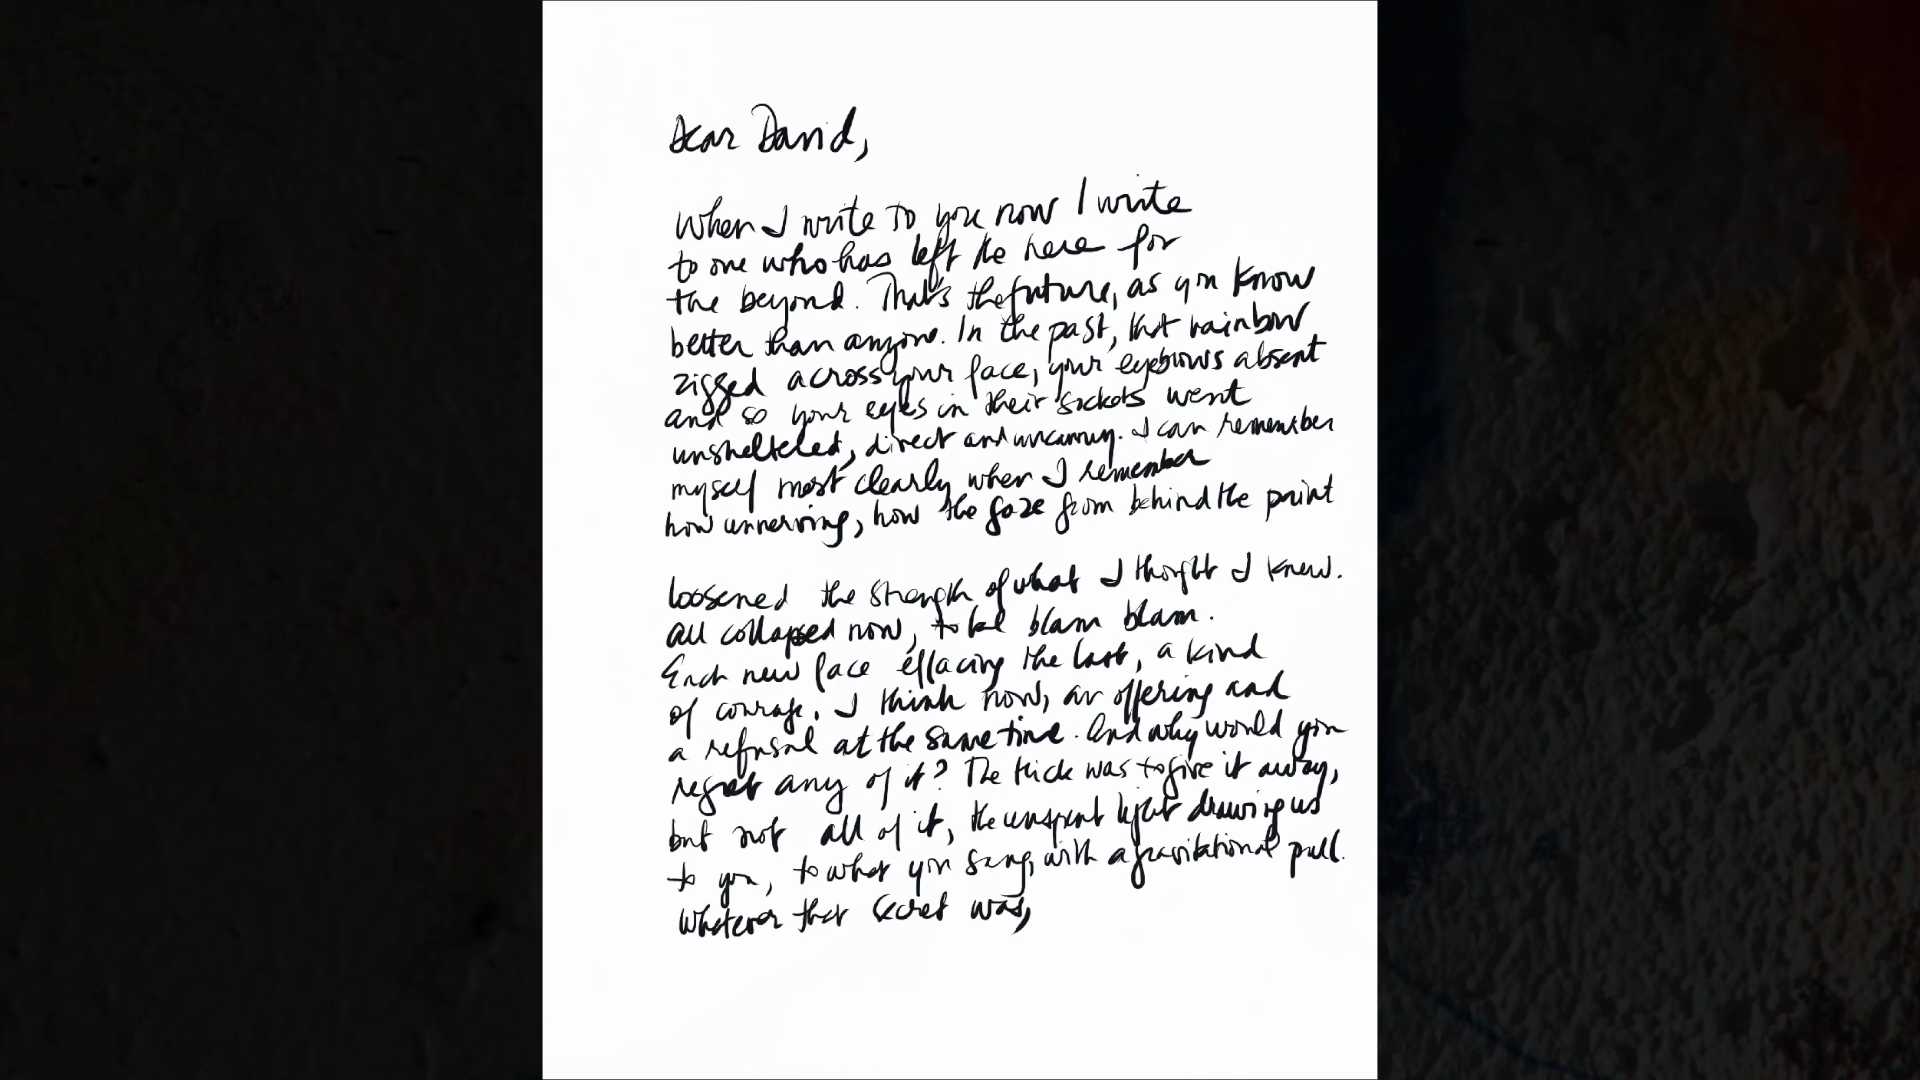 Dear David,
When I write to you now I write
to one who has left the here for
the beyond. That's the future, as you know
better than anyone. In the past, that rainbow
zigged across your face, your eyebrows absent
and so your eyes in their sockets went
unsheltered, direct and uncanny. I can remember
myself most clearly when I remember
how unnerving, how the gaze from behind the paint
loosened the strength of what I thought I knew.
All collapsed now, total blam blam.
Each new face effacing the last, a kind
of courage, I think now, an offering and
a refusal at the same time. And why would you
regret any of it? The trick was to give it away,
but not all of it, the unspent light drawing us
to you, to what you sang, with a gravitational pull.
Whatever that secret was,